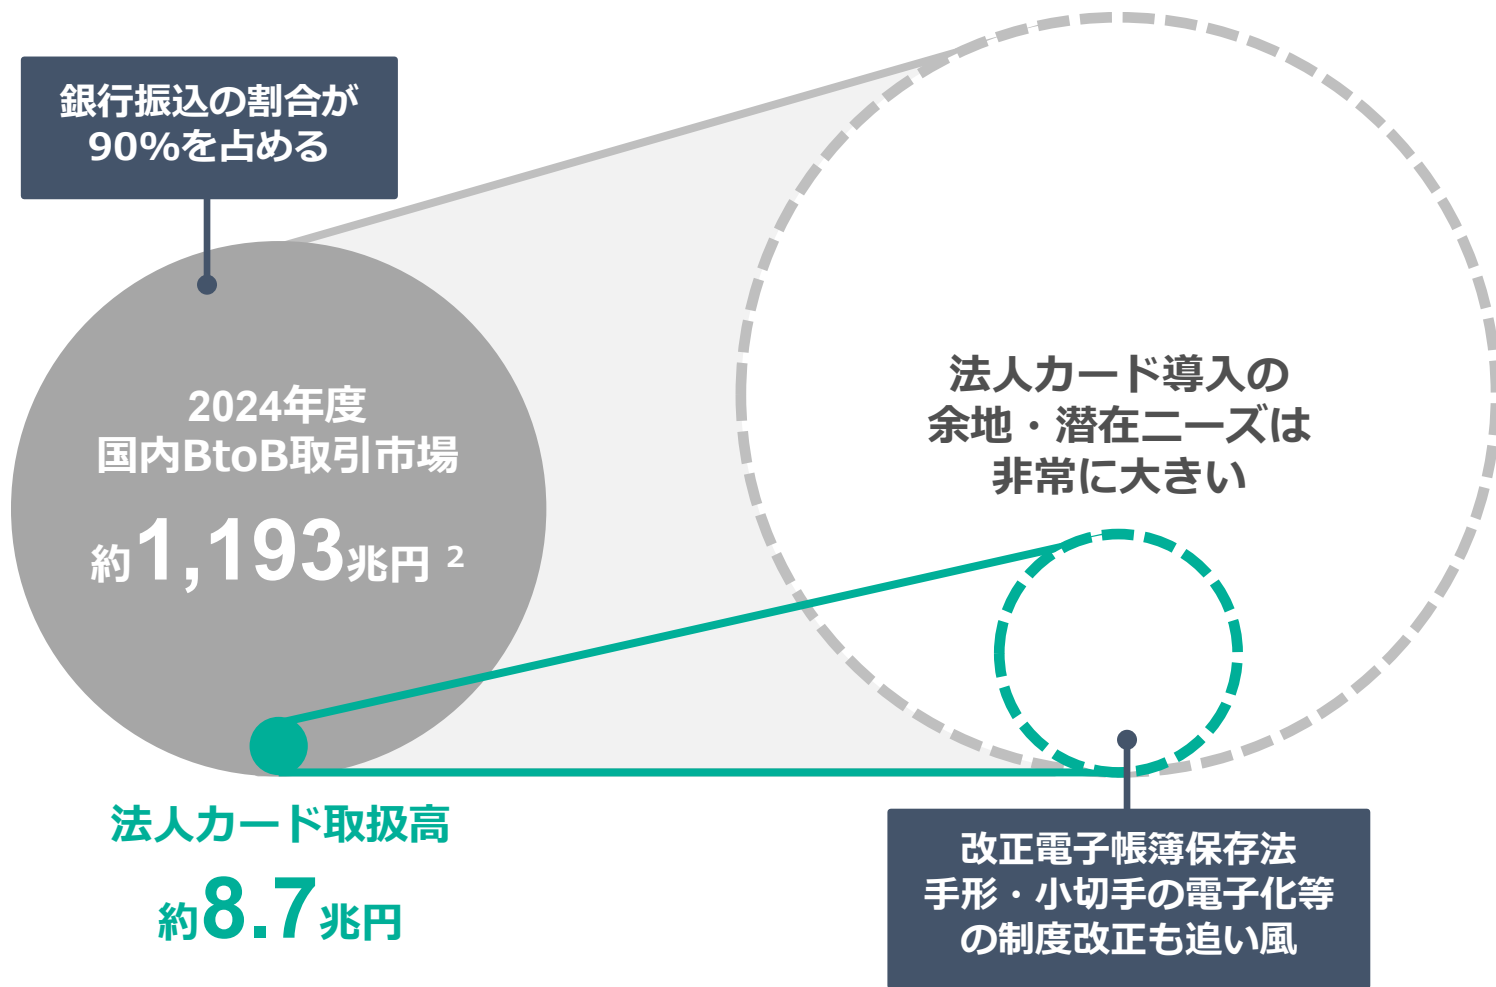 銀行振込の割合が
90%を占める
2024年度
国内BtoB取引市場
約1,193兆円 2
法人カード取扱高
約8.7兆円
法人カード導入の
余地・潜在ニーズは
非常に大きい
改正電子帳簿保存法
手形・小切手の電子化等
の制度改正も追い風